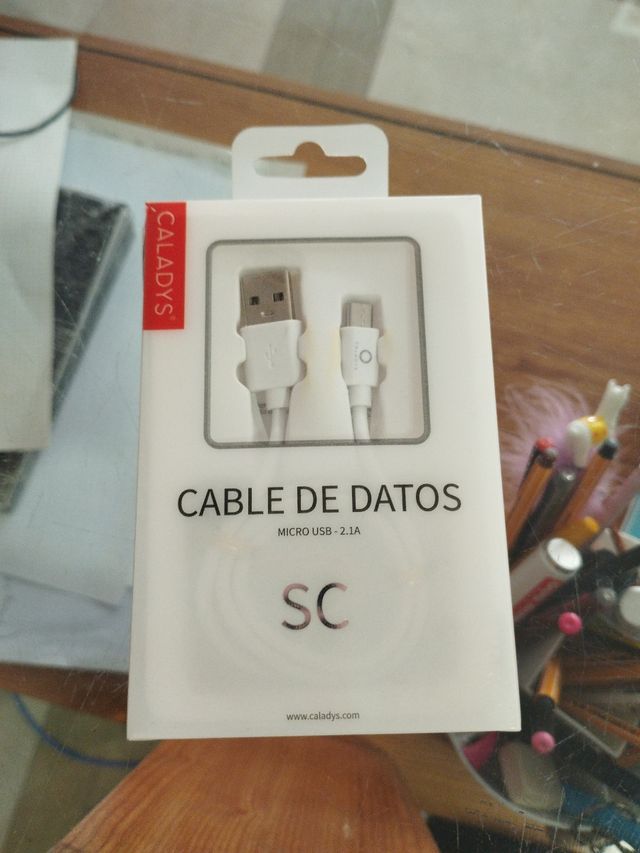 CALADYS®
CABLE DE DATOS
MICRO USB - 2.1A
SC
www.caladys.com